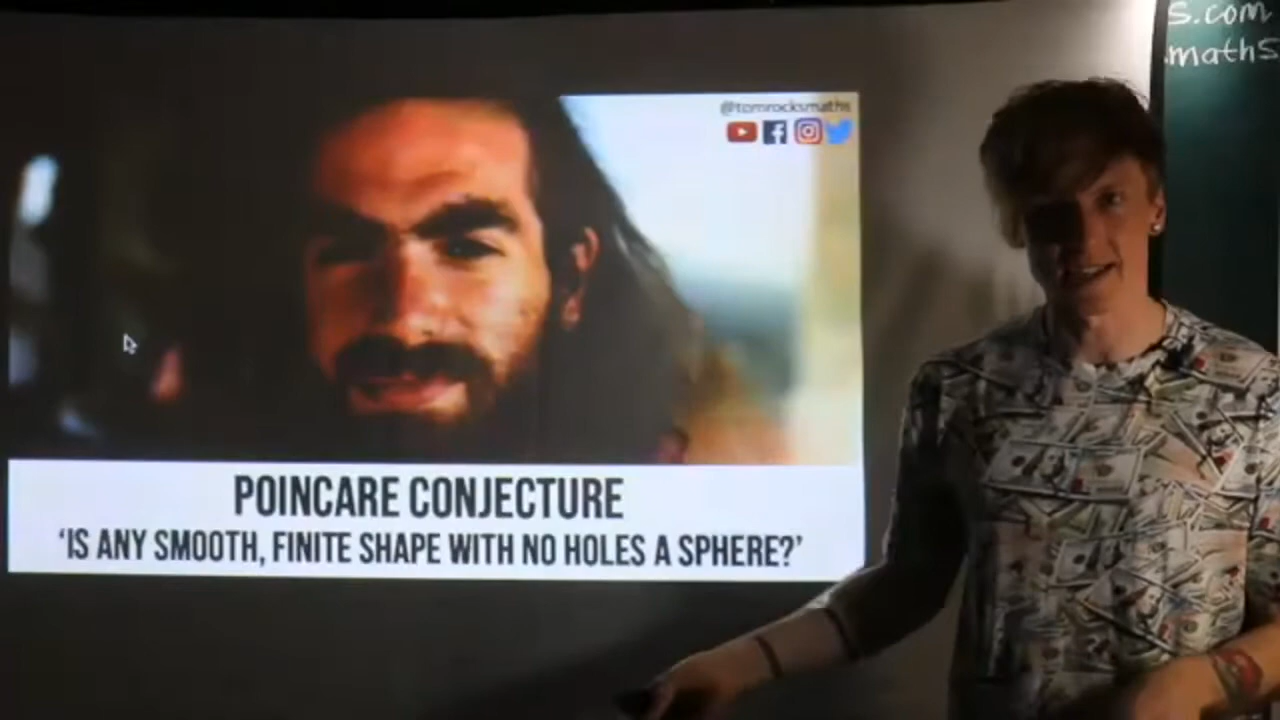 s.com
maths
@tomrocksmaths
POINCARE CONJECTURE
'IS ANY SMOOTH, FINITE SHAPE WITH NO HOLES A SPHERE?'